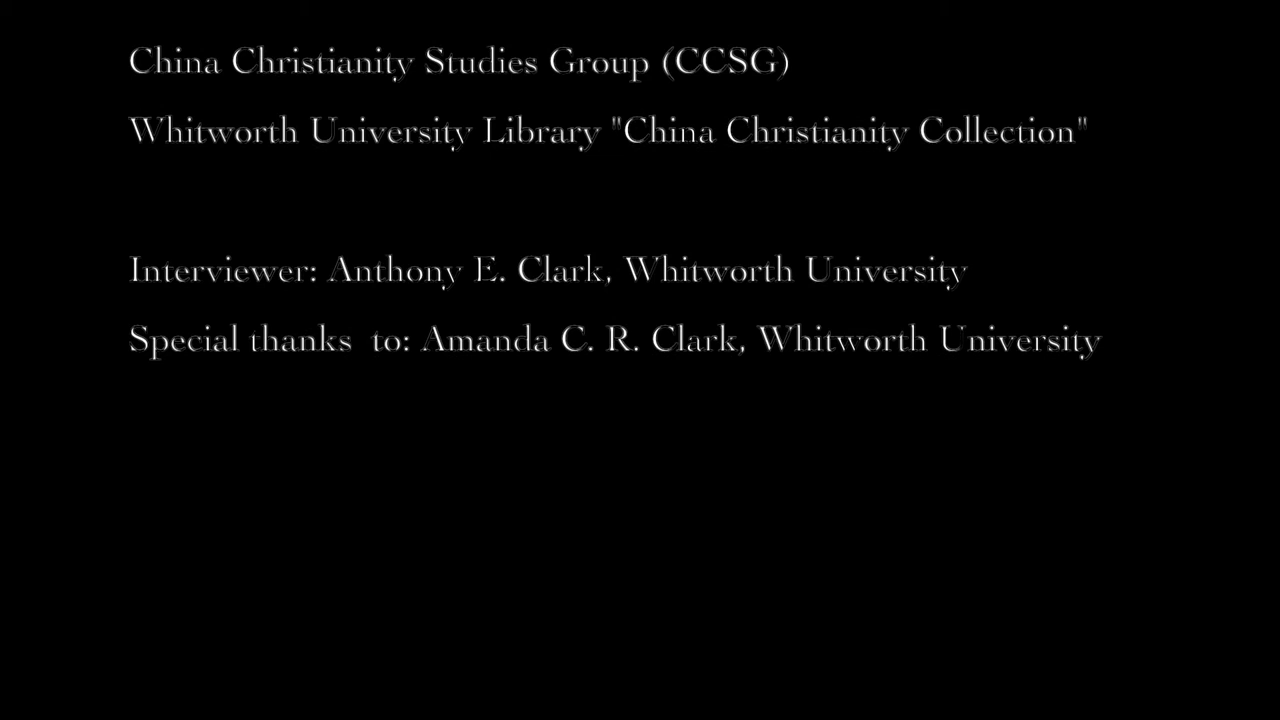 China Christianity Studies Group (CCSG)
Whitworth University Library "China Christianity Collection"
Interviewer: Anthony E. Clark, Whitworth University
Special thanks  to: Amanda C. R. Clark, Whitworth University